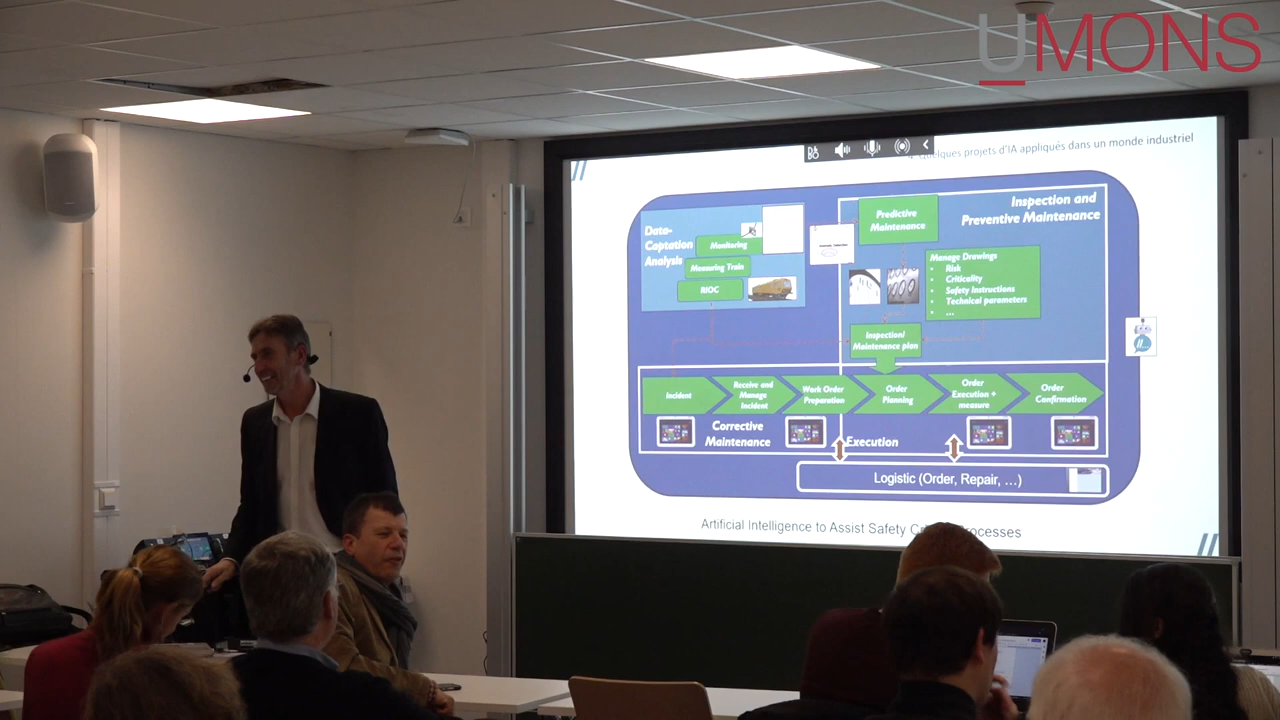 UMONS
Quelques projets d'IA appliqués dans un monde industriel
Inspection and
Preventive Maintenance
Predictive
Maintenance
Data-
Captation
Analysis
Monitoring
Measuring Train
RIOC
Manage Drawings
• Risk
• Criticality
• Safety Instructions
• Technical parameters
• ...
Inspection/
Maintenance plan
Incident
Receive and
Manage
Incident
Work Order
Preparation
Order
Planning
Order
Execution +
measure
Order
Confirmation
Corrective
Maintenance
Execution
Logistic (Order, Repair, ...)
Artificial Intelligence to Assist Safety